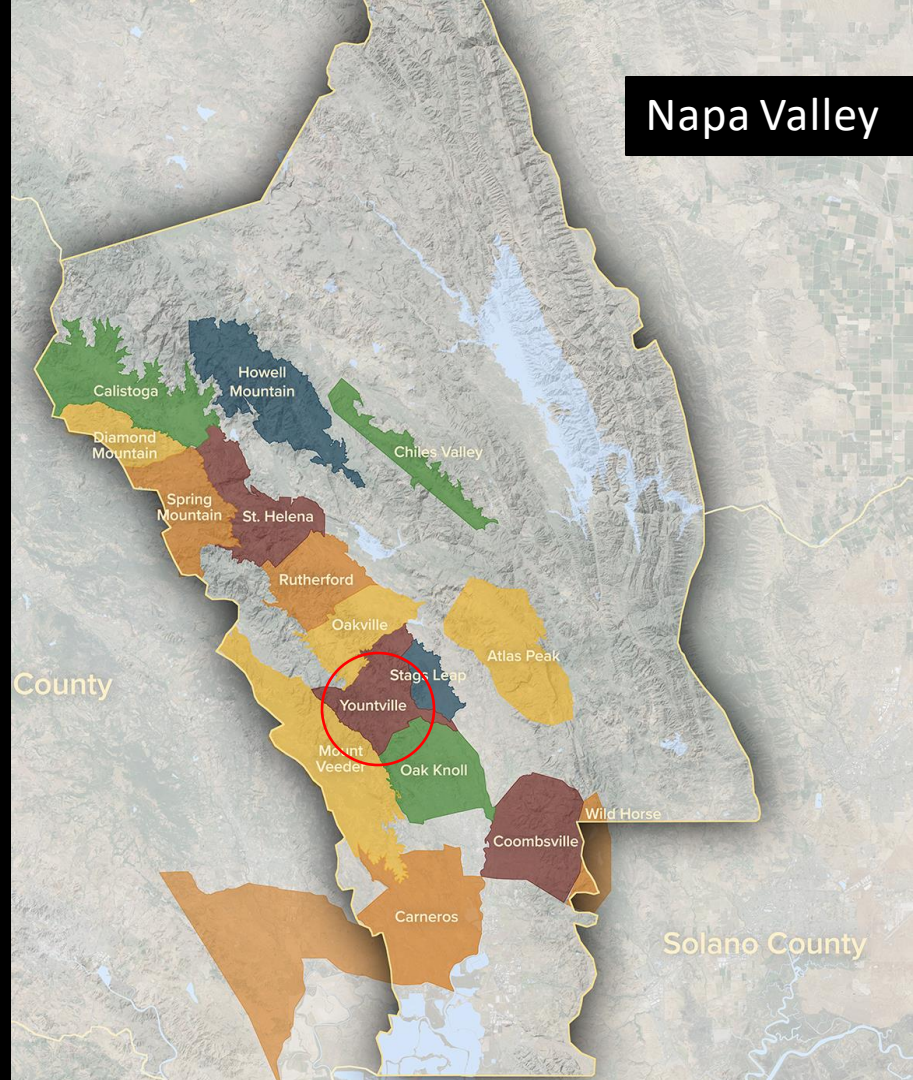 Napa Valley
Howell
Mountain
Calistoga
Diamond
Mountain
Chiles Valley
Spring
Mountain
St. Helena
Rutherford
Oakville
Atlas Peak
Stags Leap
County
Yountville
Mount
Veeder
Oak Knoll
Wild Horse
Coombsville
Carneros
Solano County